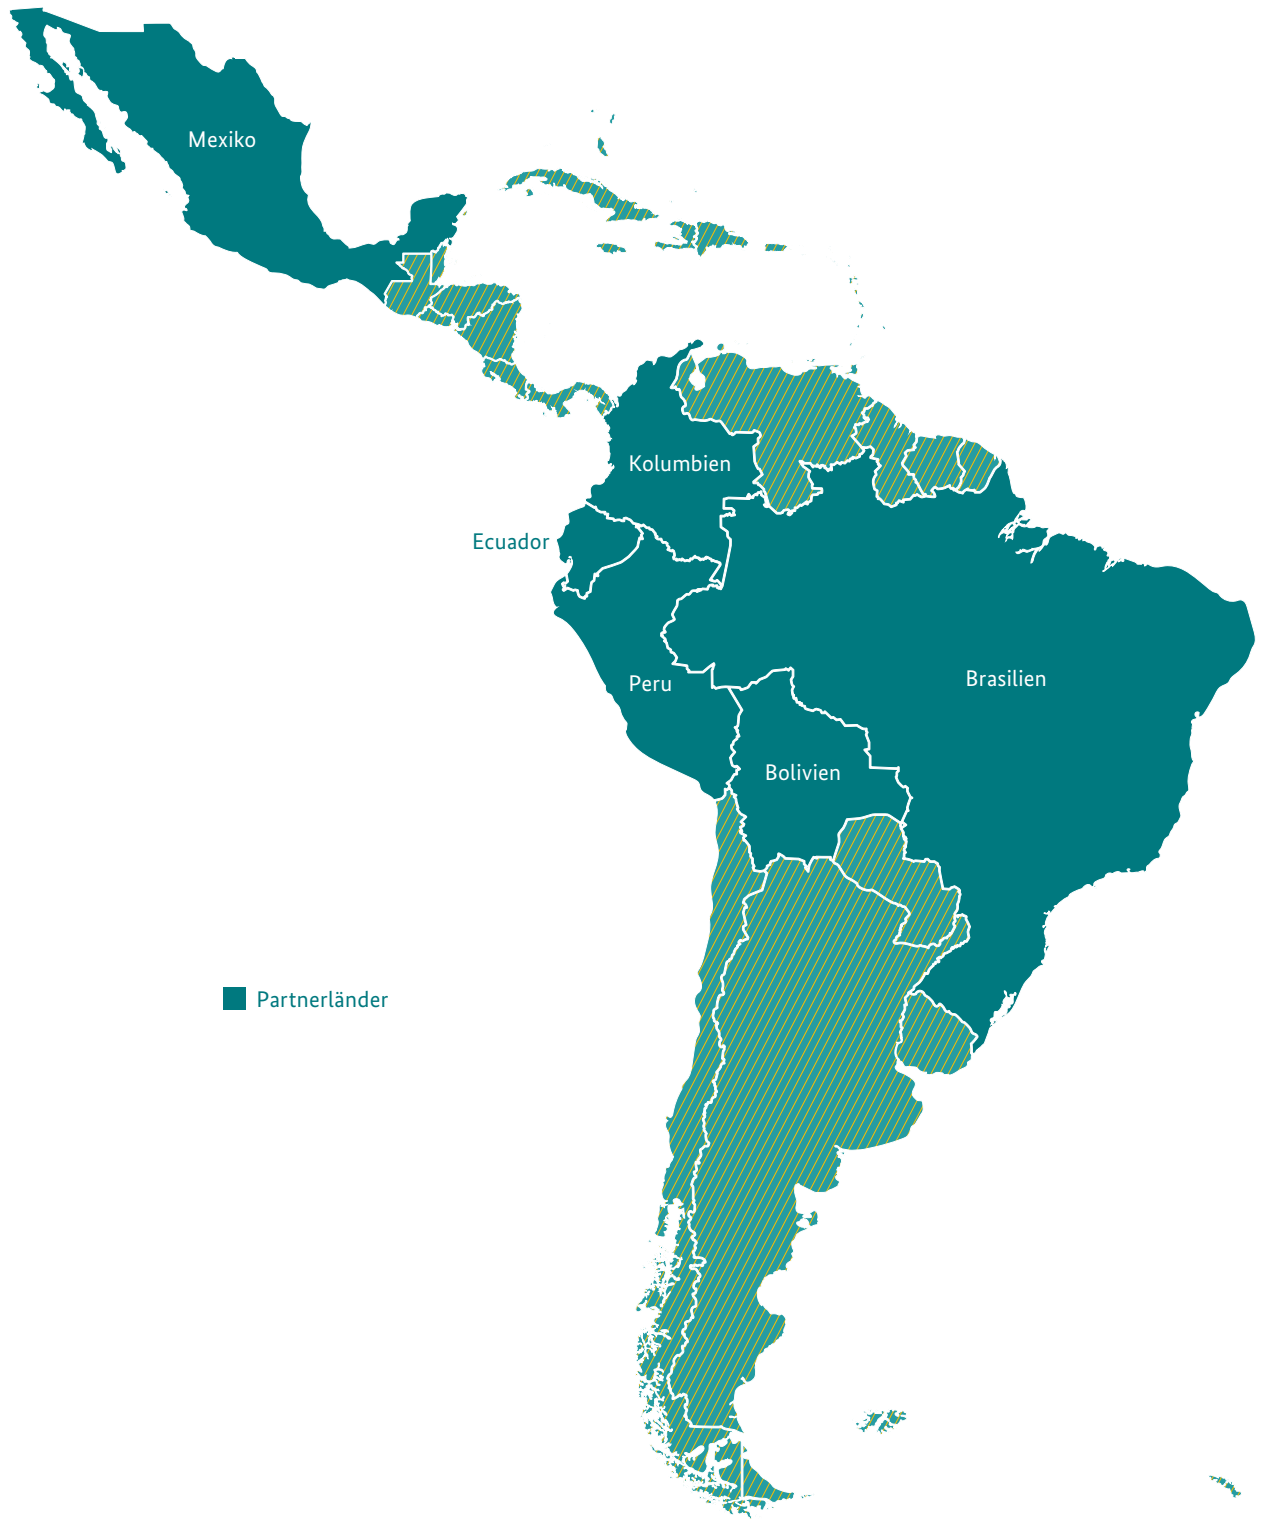 Mexiko
Kolumbien
Ecuador
Brasilien
Peru
Bolivien
Partnerländer